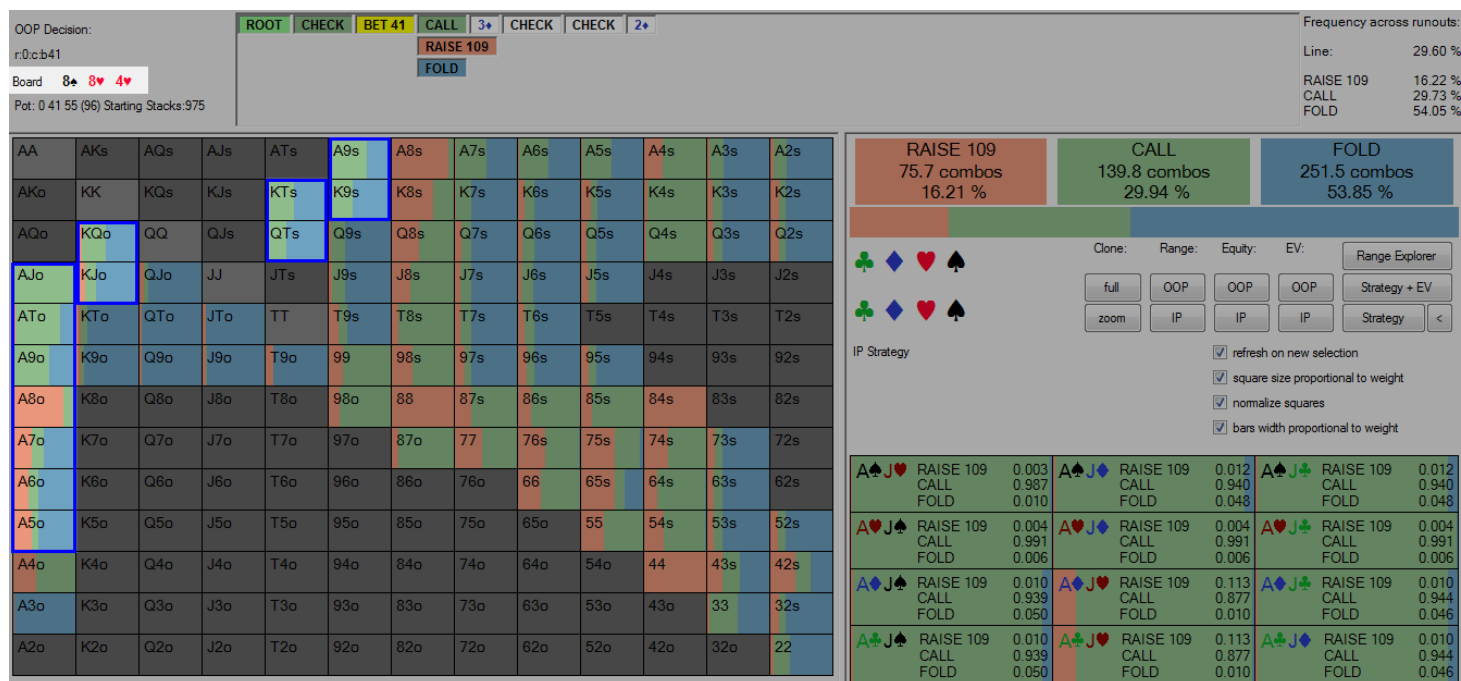 OOP Decision:
r:0:c:b41
Board 8♠ 8♥ 4♥
Pot: 0 41 55 (96) Starting Stacks:975
ROOT CHECK BET 41 CALL 3♦ CHECK CHECK 2♦
RAISE 109
FOLD
Frequency across runouts:
Line: 29.60 %
RAISE 109 16.22 %
CALL 29.73 %
FOLD 54.05 %
AA AKs AQs AJs ATs A9s A8s A7s A6s A5s A4s A3s A2s
AKo KK KQs KJs KTs K9s K8s K7s K6s K5s K4s K3s K2s
AQo KQo QQ QJs QTs Q9s Q8s Q7s Q6s Q5s Q4s Q3s Q2s
AJo KJo QJo JJ JTs J9s J8s J7s J6s J5s J4s J3s J2s
ATo KTo QTo JTo TT T9s T8s T7s T6s T5s T4s T3s T2s
A9o K9o Q9o J9o T9o 99 98s 97s 96s 95s 94s 93s 92s
A8o K8o Q8o J8o T8o 98o 88 87s 86s 85s 84s 83s 82s
A7o K7o Q7o J7o T7o 97o 87o 77 76s 75s 74s 73s 72s
A6o K6o Q6o J6o T6o 96o 86o 76o 66 65s 64s 63s 62s
A5o K5o Q5o J5o T5o 95o 85o 75o 65o 55 54s 53s 52s
A4o K4o Q4o J4o T4o 94o 84o 74o 64o 54o 44 43s 42s
A3o K3o Q3o J3o T3o 93o 83o 73o 63o 53o 43o 33 32s
A2o K2o Q2o J2o T2o 92o 82o 72o 62o 52o 42o 32o 22
RAISE 109 CALL FOLD
75.7 combos 139.8 combos 251.5 combos
16.21 % 29.94 % 53.85 %
♣ ♦ ♥ ♠
♣ ♦ ♥ ♠
Clone: Range: Equity: EV: Range Explorer
full OOP OOP OOP Strategy + EV
zoom IP IP IP Strategy <
IP Strategy
refresh on new selection
square size proportional to weight
normalize squares
bars width proportional to weight
A♠J♥ RAISE 109 0.003 A♠J♦ RAISE 109 0.012 A♠J♣ RAISE 109 0.012
CALL 0.987 CALL 0.940 CALL 0.940
FOLD 0.010 FOLD 0.048 FOLD 0.048
A♥J♠ RAISE 109 0.004 A♥J♦ RAISE 109 0.004 A♥J♣ RAISE 109 0.004
CALL 0.991 CALL 0.991 CALL 0.991
FOLD 0.006 FOLD 0.006 FOLD 0.006
A♦J♠ RAISE 109 0.010 A♦J♥ RAISE 109 0.113 A♦J♣ RAISE 109 0.010
CALL 0.939 CALL 0.877 CALL 0.944
FOLD 0.050 FOLD 0.010 FOLD 0.046
A♣J♠ RAISE 109 0.010 A♣J♥ RAISE 109 0.113 A♣J♦ RAISE 109 0.010
CALL 0.939 CALL 0.877 CALL 0.944
FOLD 0.050 FOLD 0.010 FOLD 0.046